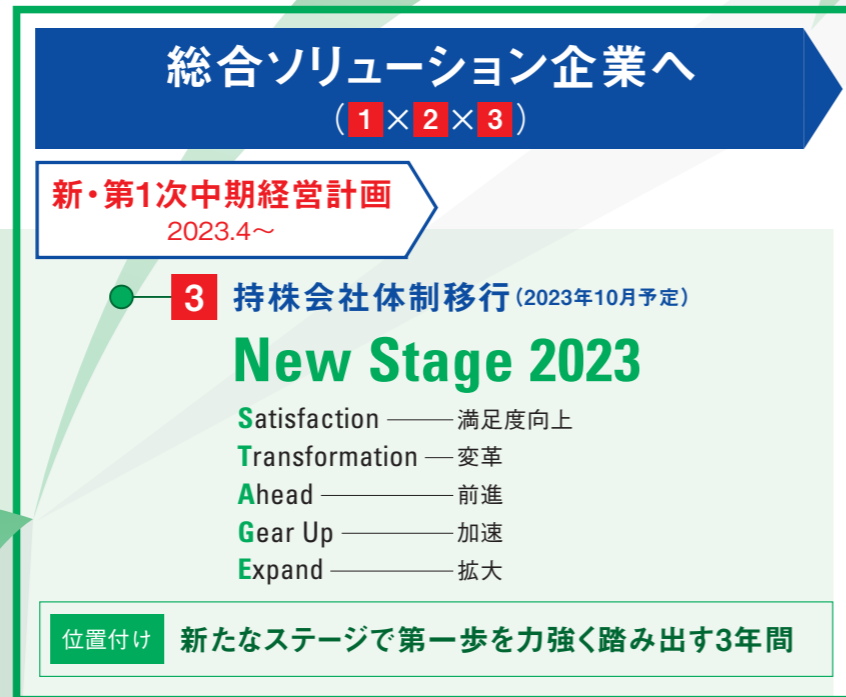 総合ソリューション企業へ
(1×2×3)
新・第1次中期経営計画
2023.4～
3 持株会社体制移行(2023年10月予定)
New Stage 2023
Satisfaction 満足度向上
Transformation 変革
Ahead 前進
Gear Up 加速
Expand 拡大
位置付け 新たなステージで第一歩を力強く踏み出す3年間